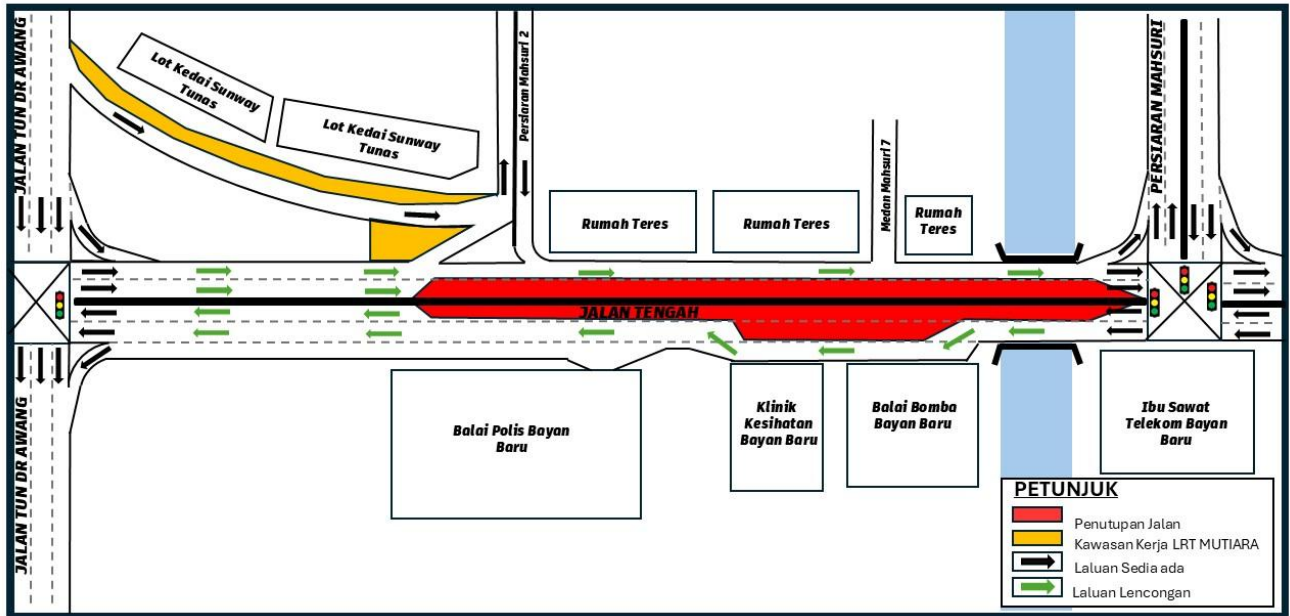 JALAN TUN DR AWANG
Lot Kedai Sunway
Tunas
Lot Kedai Sunway
Tunas
Persiaran Mahsuri 2
Medan Mahsuri 7
PERSIARAN MAHSURI
Rumah Teres
Rumah Teres
Rumah
Teres
JALAN TENGAH
JALAN TUN DR AWANG
Balai Polis Bayan
Baru
Klinik
Kesihatan
Bayan Baru
Balai Bomba
Bayan Baru
Ibu Sawat
Telekom Bayan
Baru
PETUNJUK
Penutupan Jalan
Kawasan Kerja LRT MUTIARA
Laluan Sedia ada
Laluan Lencongan